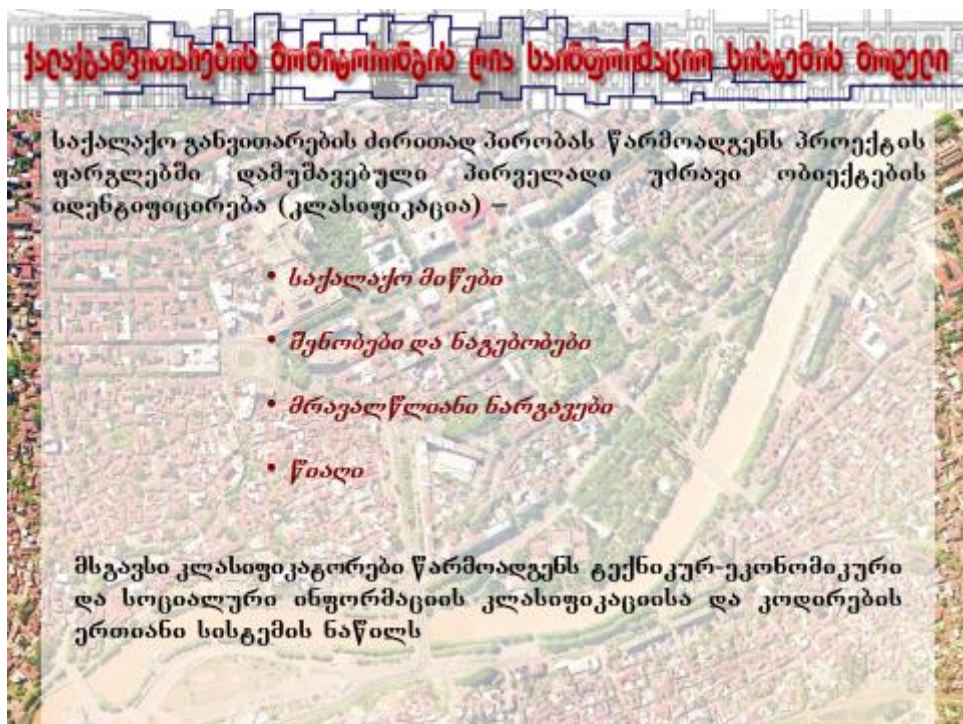 ქალაქგანვითარების მონიტორინგის ღია საინფორმაციო სისტემის მოდელი
საქალაქო განვითარების ძირითად პირობას წარმოადგენს პროექტის
ფარგლებში დამუშავებული პირველადი უძრავი ობიექტების
იდენტიფიცირება (კლასიფიკაცია) –
• საქალაქო მიწები
• შენობები და ნაგებობები
• მრავალწლიანი ნარგავები
• წიაღი
მსგავსი კლასიფიკატორები წარმოადგენს ტექნიკურ-ეკონომიკური
და სოციალური ინფორმაციის კლასიფიკაციისა და კოდირების
ერთიანი სისტემის ნაწილს